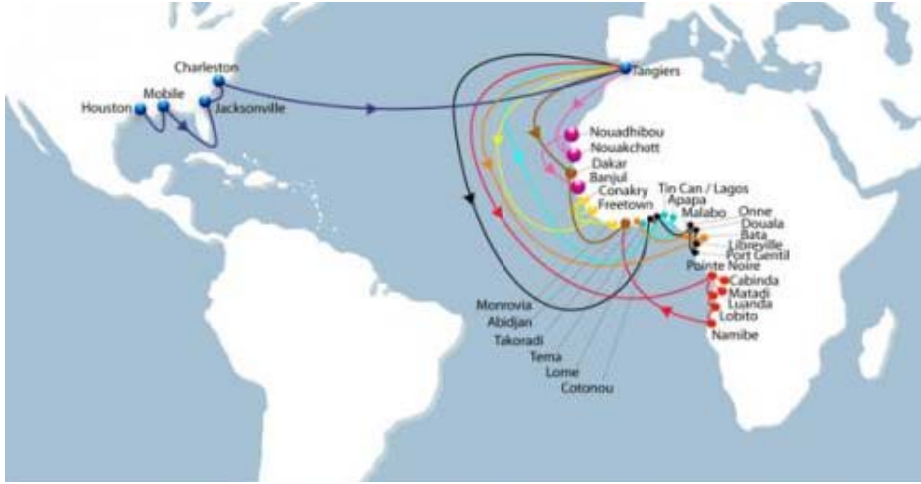 Charleston
Mobile
Houston
Jacksonville
Tangiers
Nouadhibou
Nouakchott
Dakar
Banjul
Conakry
Freetown
Tin Can / Lagos
Apapa
Malabo
Onne
Douala
Bata
Libreville
Port Gentil
Pointe Noire
Cabinda
Matadi
Luanda
Lobito
Namibe
Monrovia
Abidjan
Takoradi
Tema
Lome
Cotonou